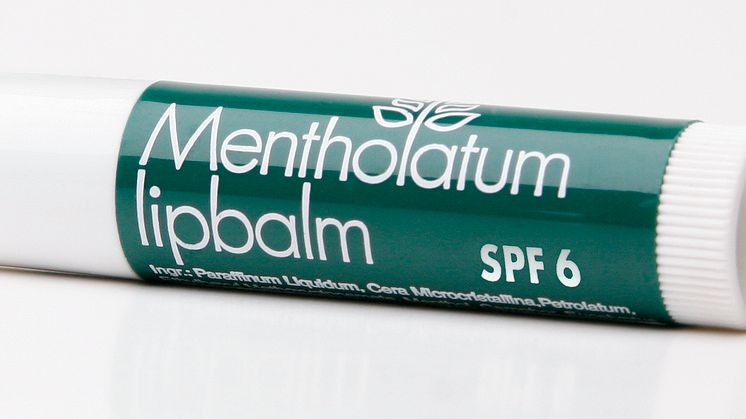 Mentholatum
lipbalm
SPF 6
Ingr.: Paraffinum Liquidum, Cera Microcristallina, Petrolatum,